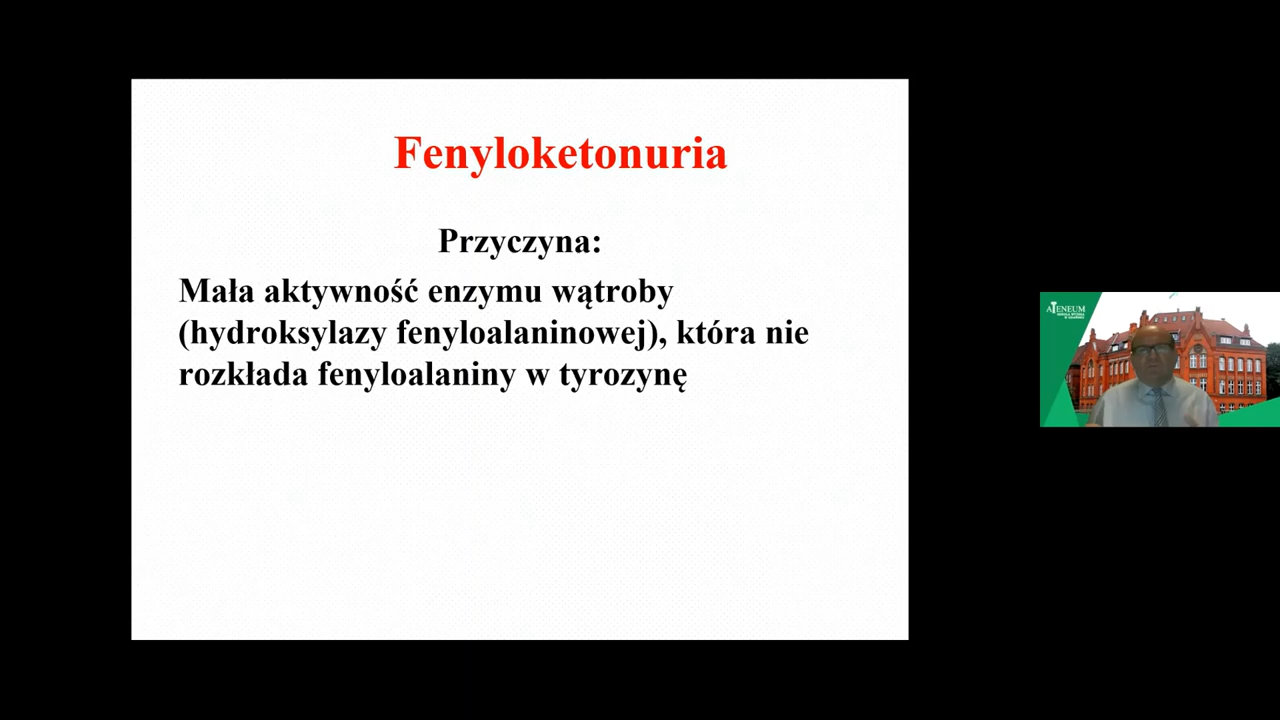 Fenyloketonuria
Przyczyna:
Mała aktywność enzymu wątroby
(hydroksylazy fenyloalaninowej), która nie
rozkłada fenyloalaniny w tyrozynę
ATENEUM